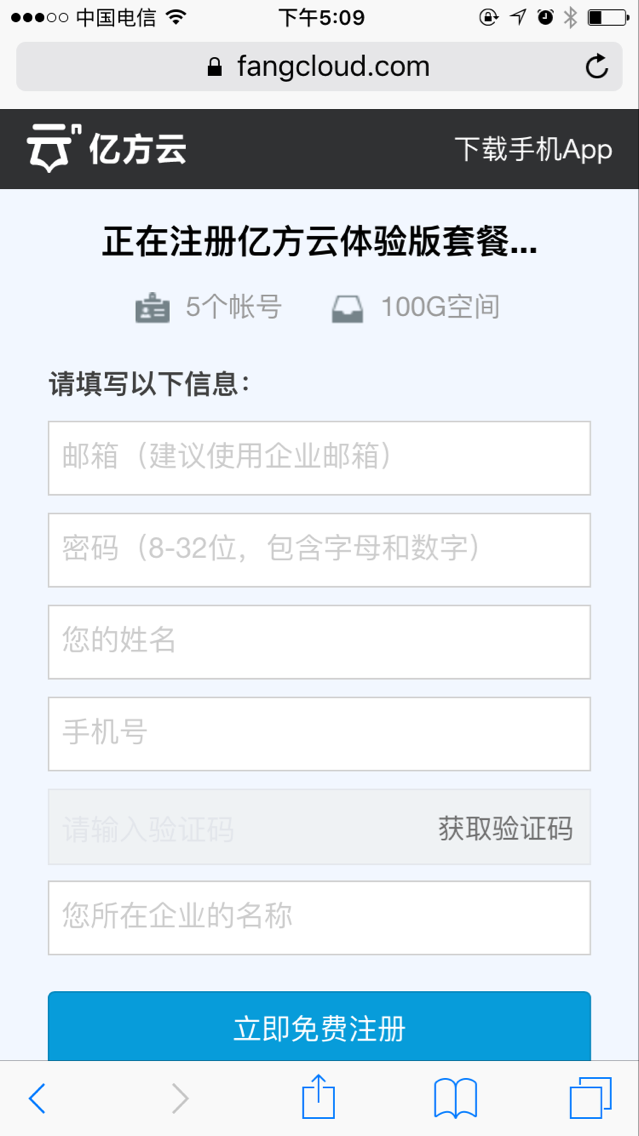 中国电信 下午5:09
fangcloud.com
亿方云 下载手机App
正在注册亿方云体验版套餐...
5个帐号 100G空间
请填写以下信息：
邮箱（建议使用企业邮箱）
密码（8-32位，包含字母和数字）
您的姓名
手机号
请输入验证码 获取验证码
您所在企业的名称
立即免费注册